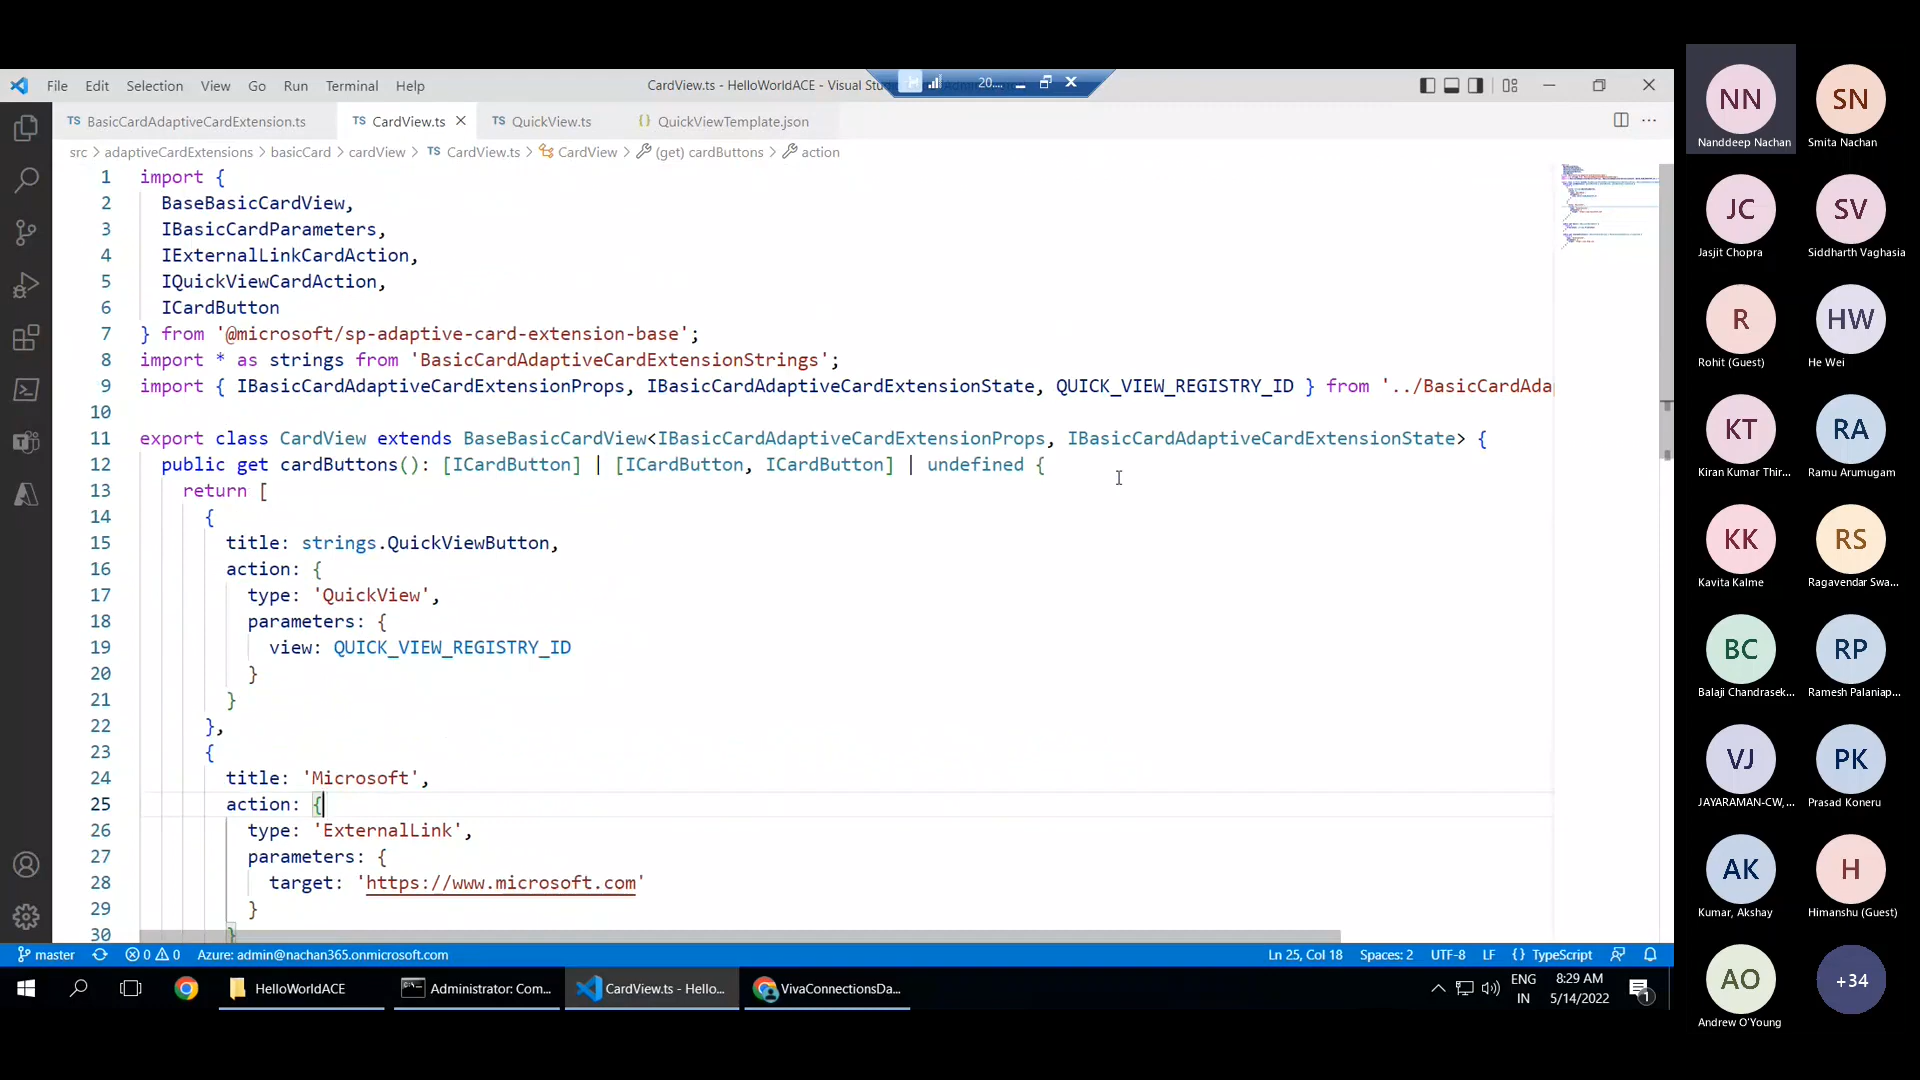 File Edit Selection View Go Run Terminal Help
CardView.ts - HelloWorldACE - Visual Stu
20....
TS BasicCardAdaptiveCardExtension.ts
TS CardView.ts
TS QuickView.ts
{} QuickViewTemplate.json
src > adaptiveCardExtensions > basicCard > cardView > TS CardView.ts > CardView > (get) cardButtons > action
1 import {
2 BaseBasicCardView,
3 IBasicCardParameters,
4 IExternalLinkCardAction,
5 IQuickViewCardAction,
6 ICardButton
7 } from '@microsoft/sp-adaptive-card-extension-base';
8 import * as strings from 'BasicCardAdaptiveCardExtensionStrings';
9 import { IBasicCardAdaptiveCardExtensionProps, IBasicCardAdaptiveCardExtensionState, QUICK_VIEW_REGISTRY_ID } from '../BasicCardAda
10
11 export class CardView extends BaseBasicCardView<IBasicCardAdaptiveCardExtensionProps, IBasicCardAdaptiveCardExtensionState> {
12 public get cardButtons(): [ICardButton] | [ICardButton, ICardButton] | undefined {
13 return [
14 {
15 title: strings.QuickViewButton,
16 action: {
17 type: 'QuickView',
18 parameters: {
19 view: QUICK_VIEW_REGISTRY_ID
20 }
21 }
22 },
23 {
24 title: 'Microsoft',
25 action: {
26 type: 'ExternalLink',
27 parameters: {
28 target: 'https://www.microsoft.com'
29 }
30 }
master 0 0 Azure: admin@nachan365.onmicrosoft.com
Ln 25, Col 18 Spaces: 2 UTF-8 LF {} TypeScript
HelloWorldACE
Administrator: Com...
CardView.ts - Hello...
VivaConnectionsDa...
ENG
IN
8:29 AM
5/14/2022
1
NN
Nanddeep Nachan
SN
Smita Nachan
JC
Jasjit Chopra
SV
Siddharth Vaghasia
R
Rohit (Guest)
HW
He Wei
KT
Kiran Kumar Thir...
RA
Ramu Arumugam
KK
Kavita Kalme
RS
Ragavendar Swa...
BC
Balaji Chandrasek...
RP
Ramesh Palaniap...
VJ
JAYARAMAN-CW,...
PK
Prasad Koneru
AK
Kumar, Akshay
H
Himanshu (Guest)
AO
Andrew O'Young
+34